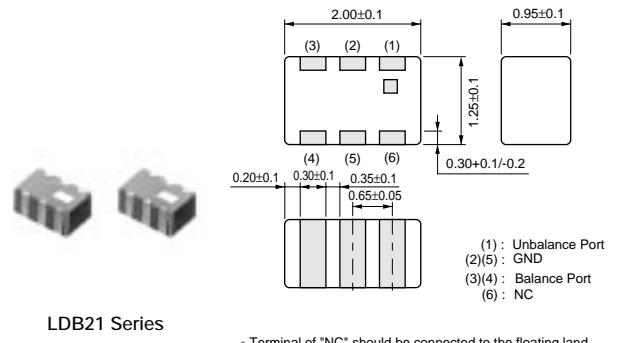 2.00±0.1
0.95±0.1
(3) (2) (1)
1.25±0.1
(4) (5) (6)
0.30+0.1/-0.2
0.20±0.1 0.30±0.1 0.35±0.1
0.65±0.05
(1) : Unbalance Port
(2)(5) : GND
(3)(4) : Balance Port
(6) : NC
LDB21 Series
Terminal of "NC" should be connected to the floating land